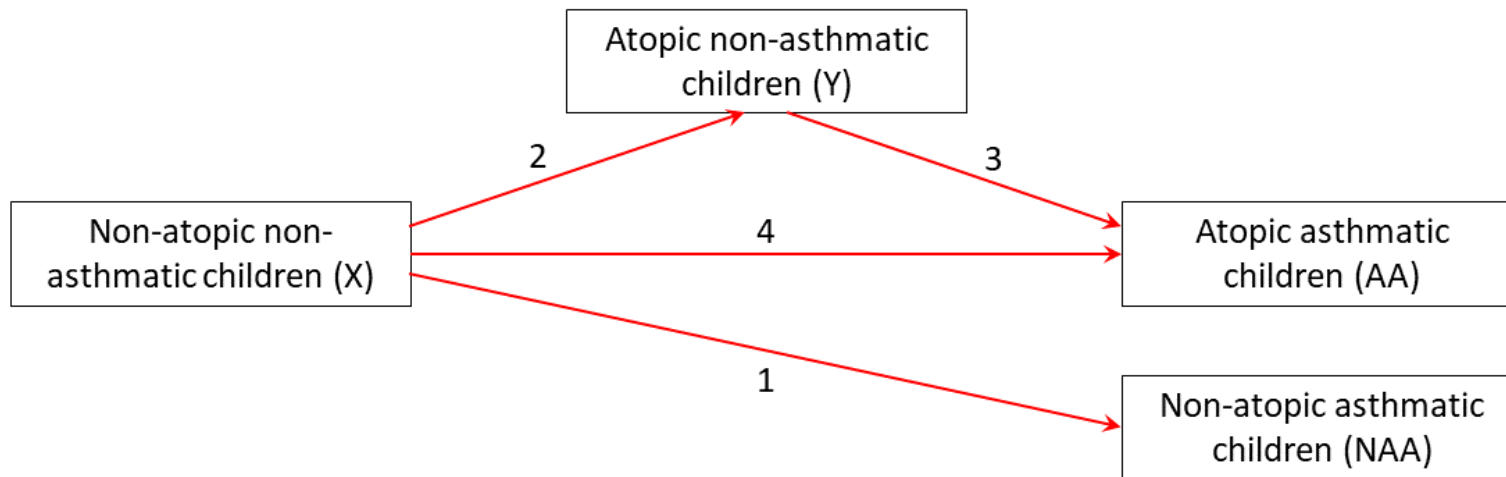 Atopic non-asthmatic
children (Y)
2
3
Non-atopic non-
asthmatic children (X)
4
Atopic asthmatic
children (AA)
1
Non-atopic asthmatic
children (NAA)